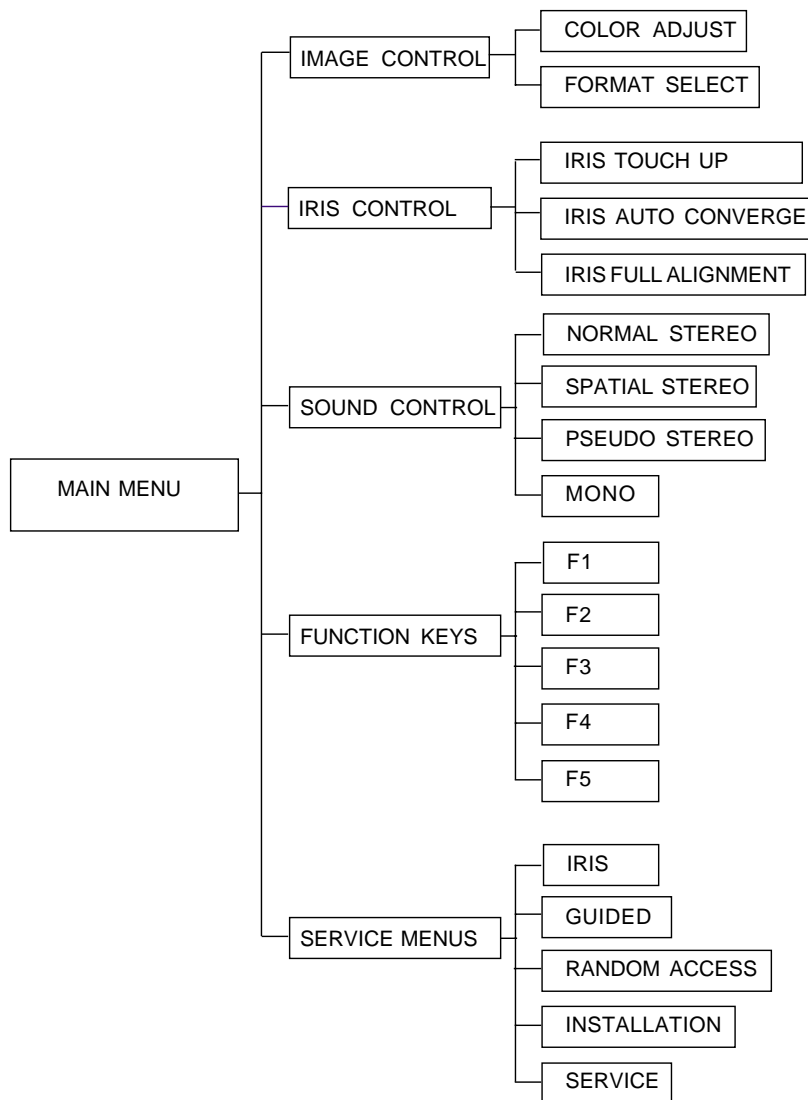 MAIN MENU
IMAGE CONTROL
COLOR ADJUST
FORMAT SELECT
IRIS CONTROL
IRIS TOUCH UP
IRIS AUTO CONVERGE
IRIS FULL ALIGNMENT
SOUND CONTROL
NORMAL STEREO
SPATIAL STEREO
PSEUDO STEREO
MONO
FUNCTION KEYS
F1
F2
F3
F4
F5
SERVICE MENUS
IRIS
GUIDED
RANDOM ACCESS
INSTALLATION
SERVICE